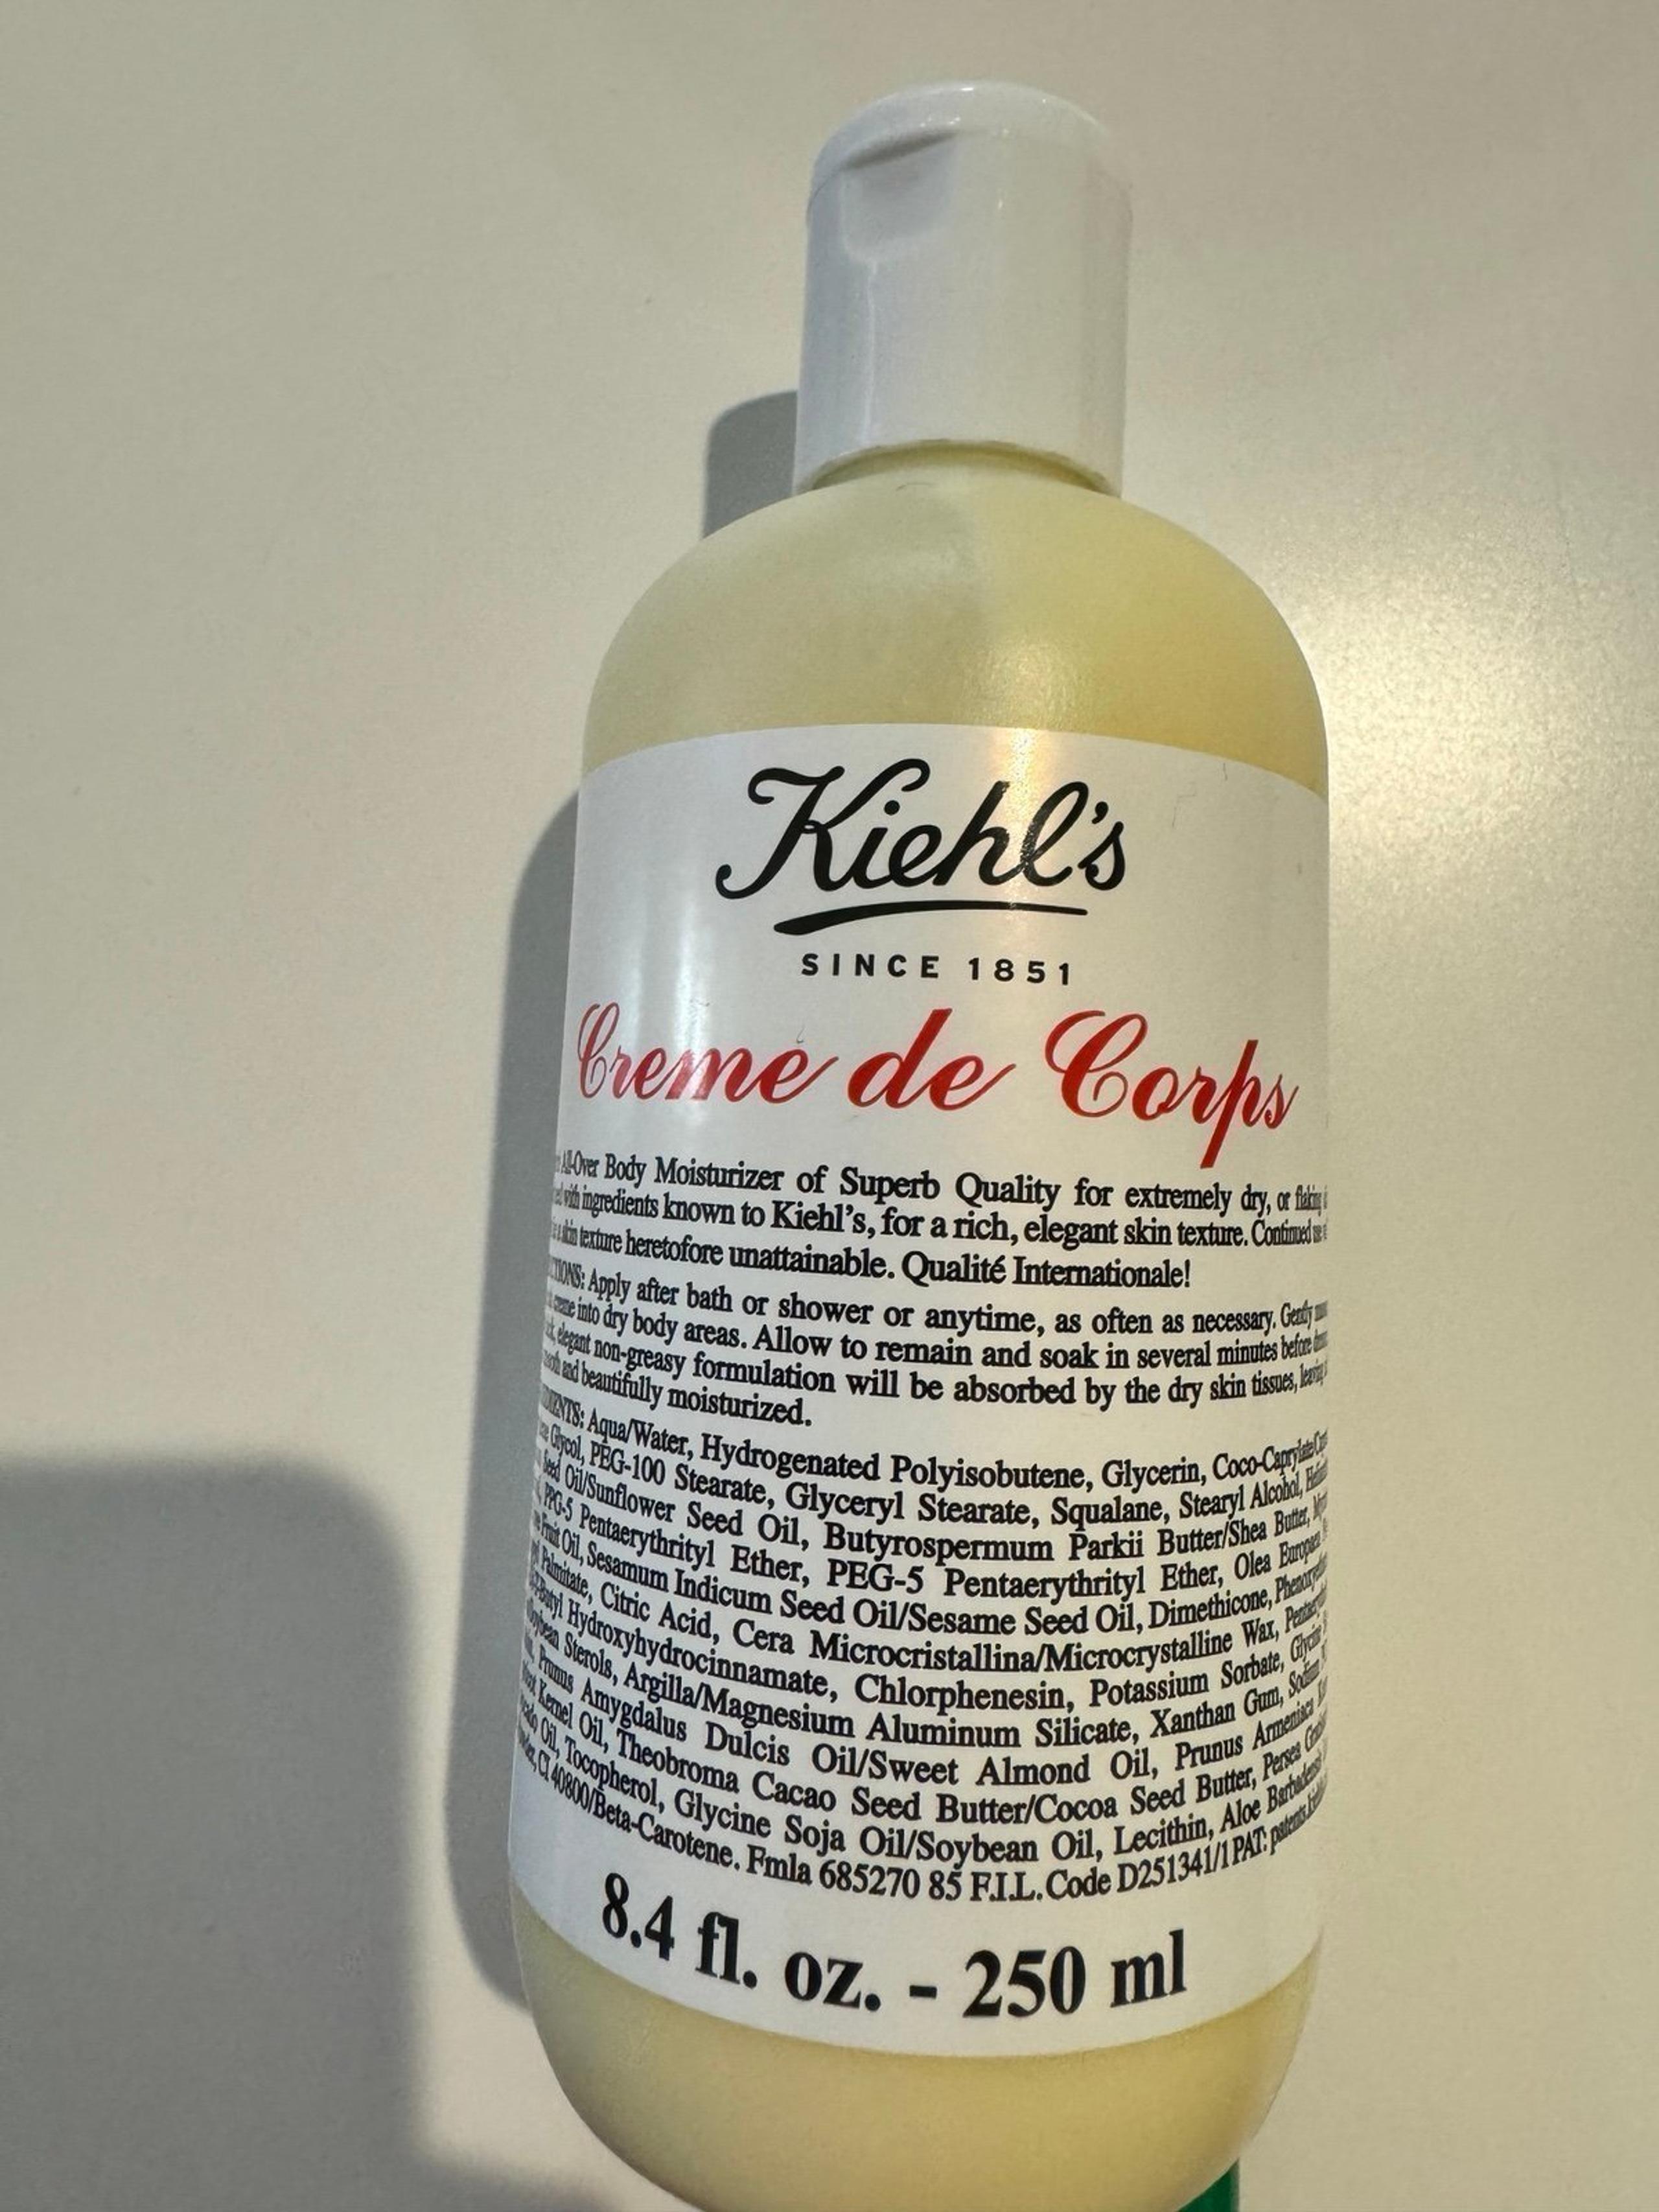 Kiehl's
SINCE 1851
Creme de Corps
All-Over Body Moisturizer of Superb Quality for extremely dry, or flaking
with ingredients known to Kiehl's, for a rich, elegant skin texture. Continued use
a skin texture heretofore unattainable. Qualité Internationale!
Apply after bath or shower or anytime, as often as necessary. Gently
creme into dry body areas. Allow to remain and soak in several minutes before
elegant non-greasy formulation will be absorbed by the dry skin tissues, leaving
and beautifully moisturized.
Aqua/Water, Hydrogenated Polyisobutene, Glycerin,
Glycol, PEG-100 Stearate, Glyceryl Stearate, Squalane, Stearyl Alcohol,
Seed Oil/Sunflower Seed Oil, Butyrospermum Parkii Butter/Shea Butter,
PPG-5 Pentaerythrityl Ether, PEG-5 Pentaerythrityl Ether, Olea
Fruit Oil, Sesamum Indicum Seed Oil/Sesame Seed Oil, Dimethicone,
Palmitate, Citric Acid, Cera Microcristallina/Microcrystalline Wax,
Hydroxyhydrocinnamate, Chlorphenesin, Potassium Sorbate,
Sterols, Argilla/Magnesium Aluminum Silicate, Xanthan Gum,
Prunus Amygdalus Dulcis Oil/Sweet Almond Oil, Prunus Armeniaca
Kernel Oil, Theobroma Cacao Seed Butter/Cocoa Seed Butter, Persea
Oil, Tocopherol, Glycine Soja Oil/Soybean Oil, Lecithin, Aloe
CI 40800/Beta-Carotene. Fmla 685270 85 F.I.L. Code D251341/1 PAT:
8.4 fl. oz. - 250 ml